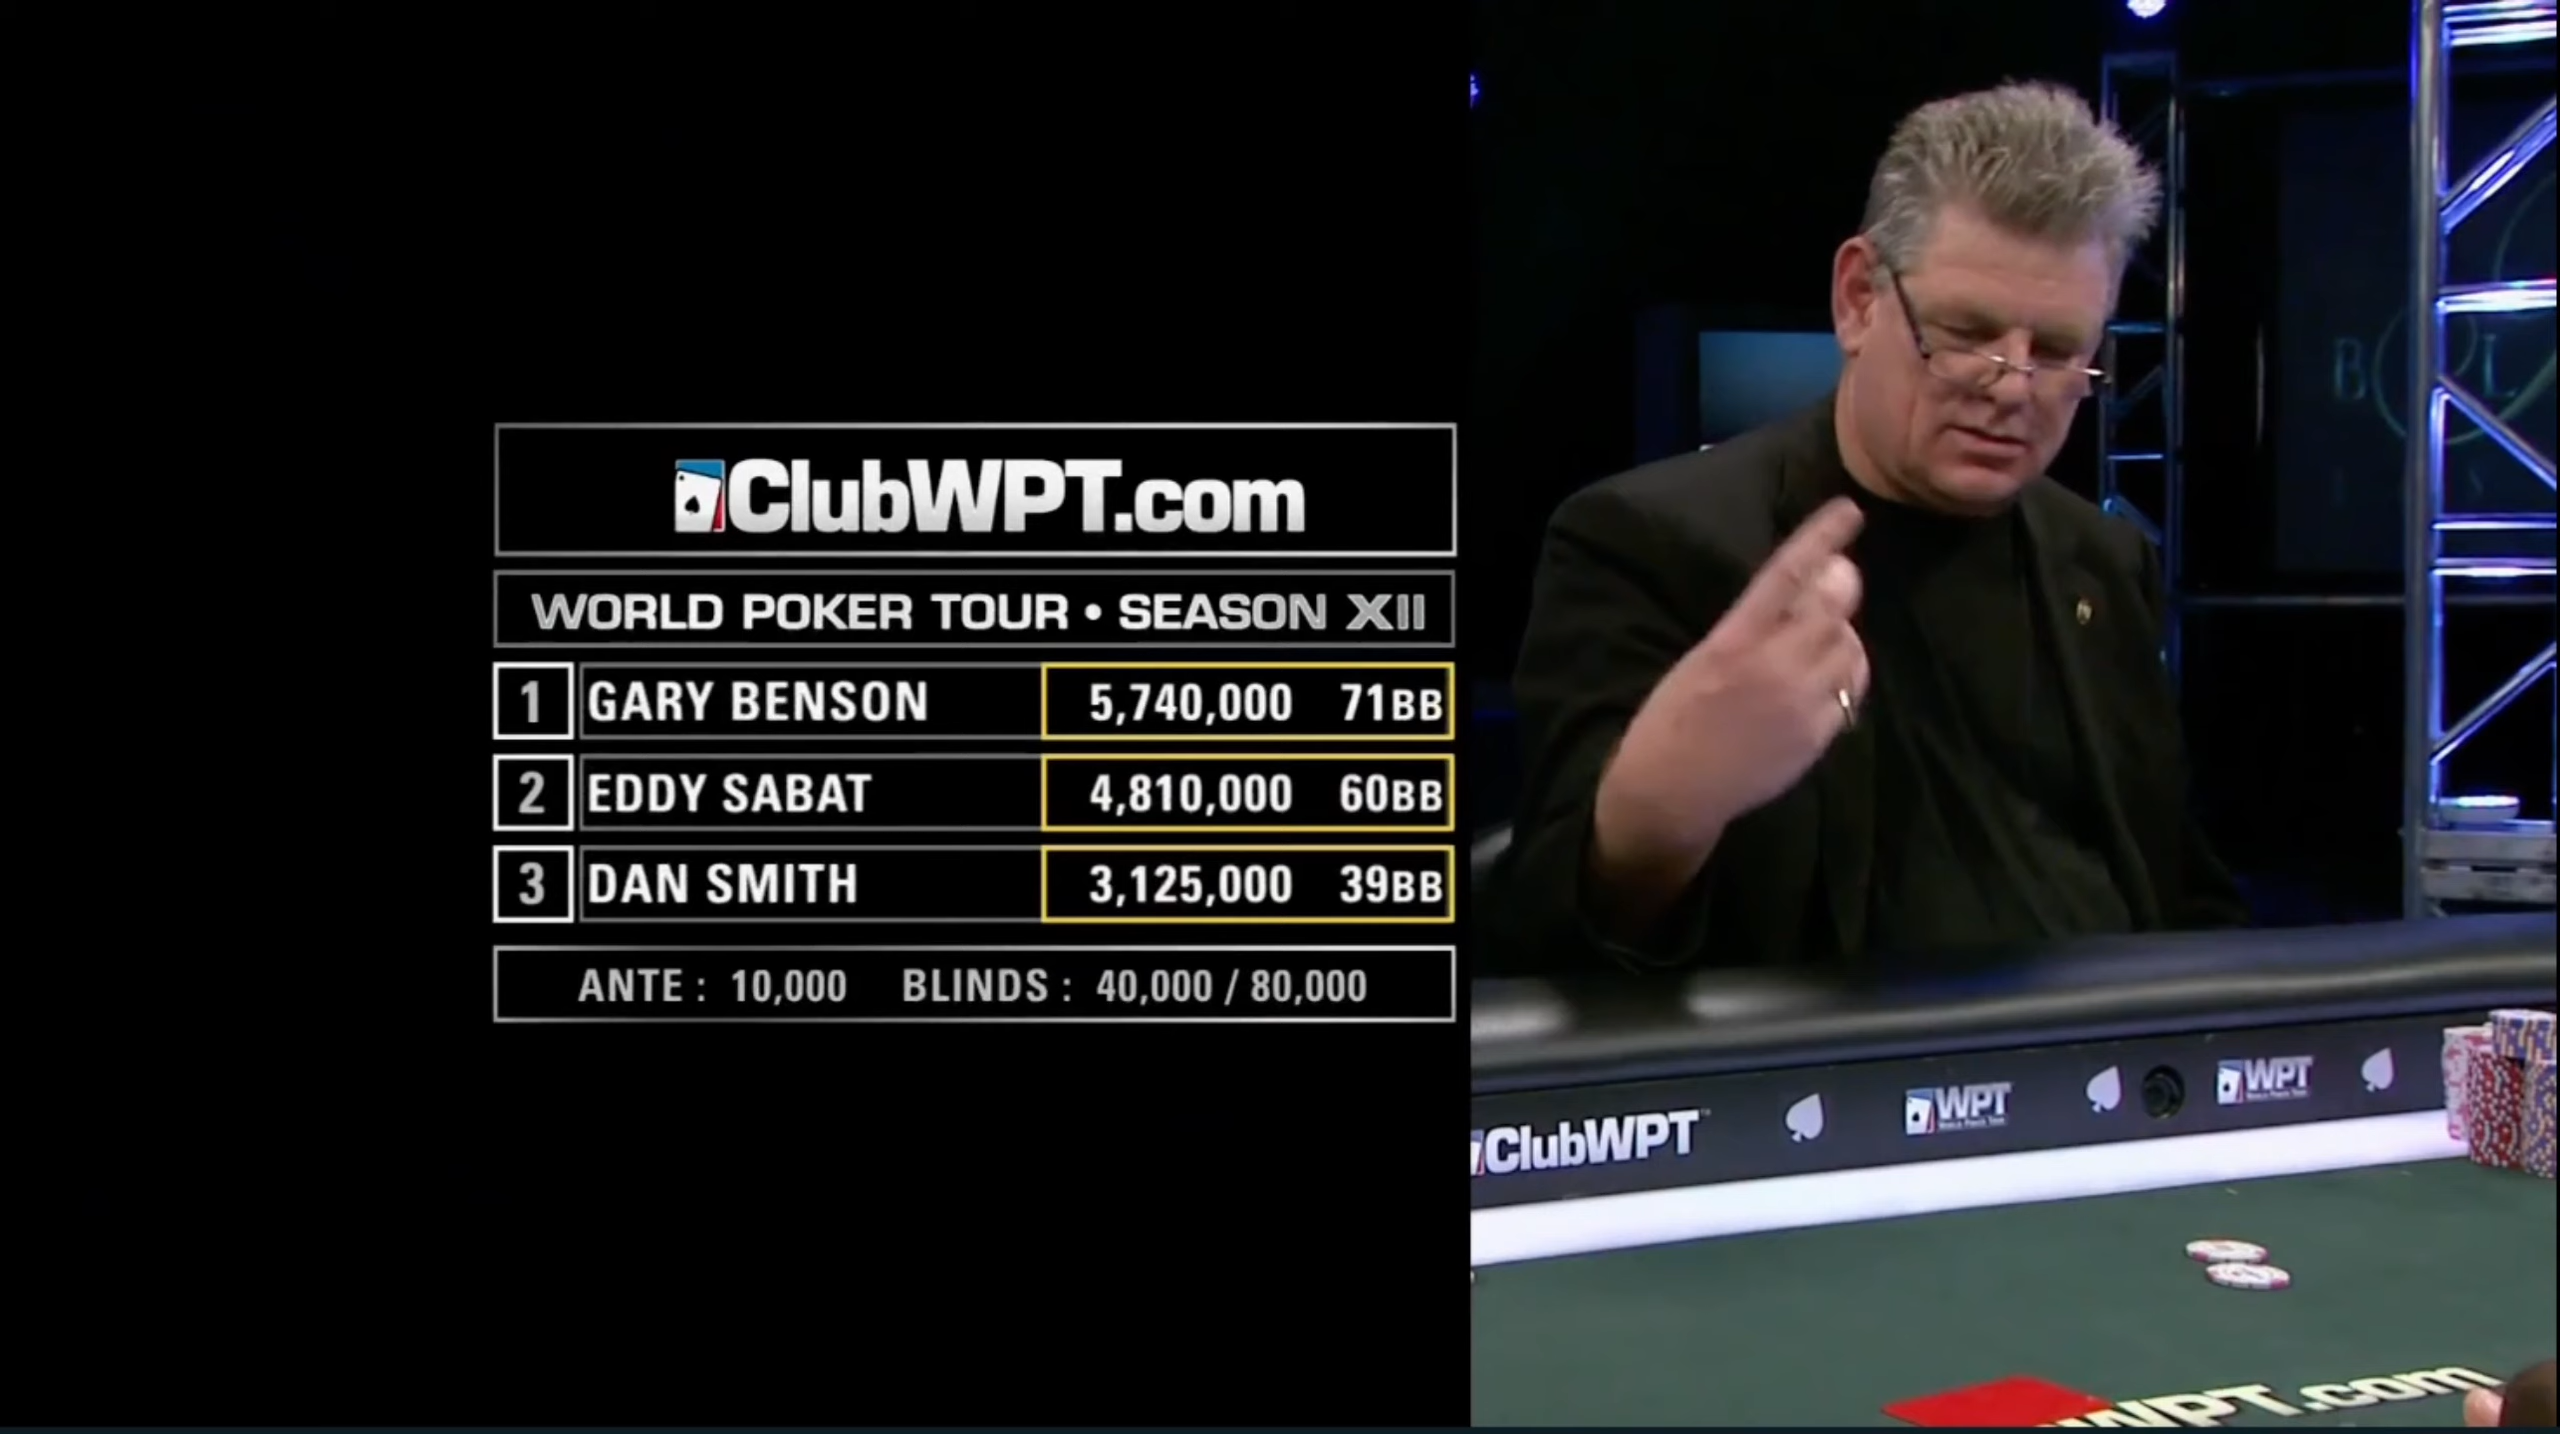 ClubWPT.com
WORLD POKER TOUR • SEASON XII
1 GARY BENSON 5,740,000 71BB
2 EDDY SABAT 4,810,000 60BB
3 DAN SMITH 3,125,000 39BB
ANTE : 10,000 BLINDS : 40,000 / 80,000
ClubWPT WPT WPT
WPT.com